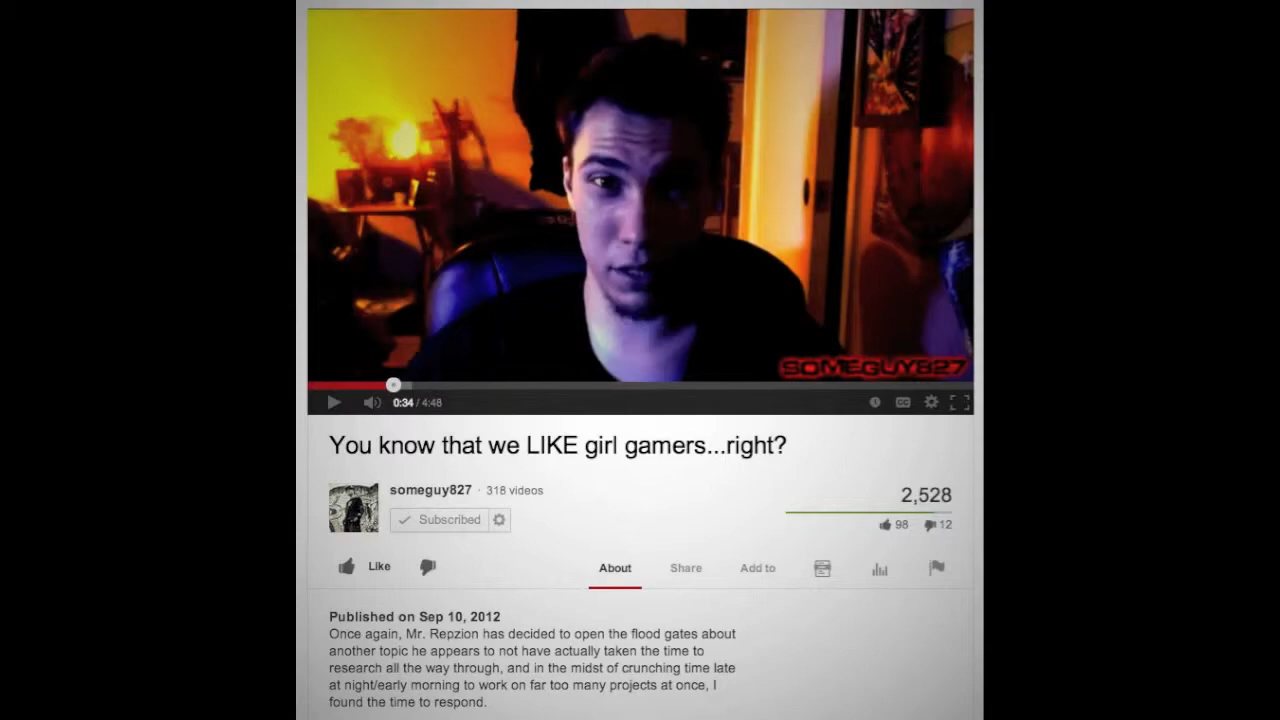 SOMEGUY827
0:34 / 4:48
CC
You know that we LIKE girl gamers...right?
someguy827 · 318 videos
Subscribed
2,528
98 12
Like
About Share Add to
Published on Sep 10, 2012
Once again, Mr. Repzion has decided to open the flood gates about
another topic he appears to not have actually taken the time to
research all the way through, and in the midst of crunching time late
at night/early morning to work on far too many projects at once, I
found the time to respond.